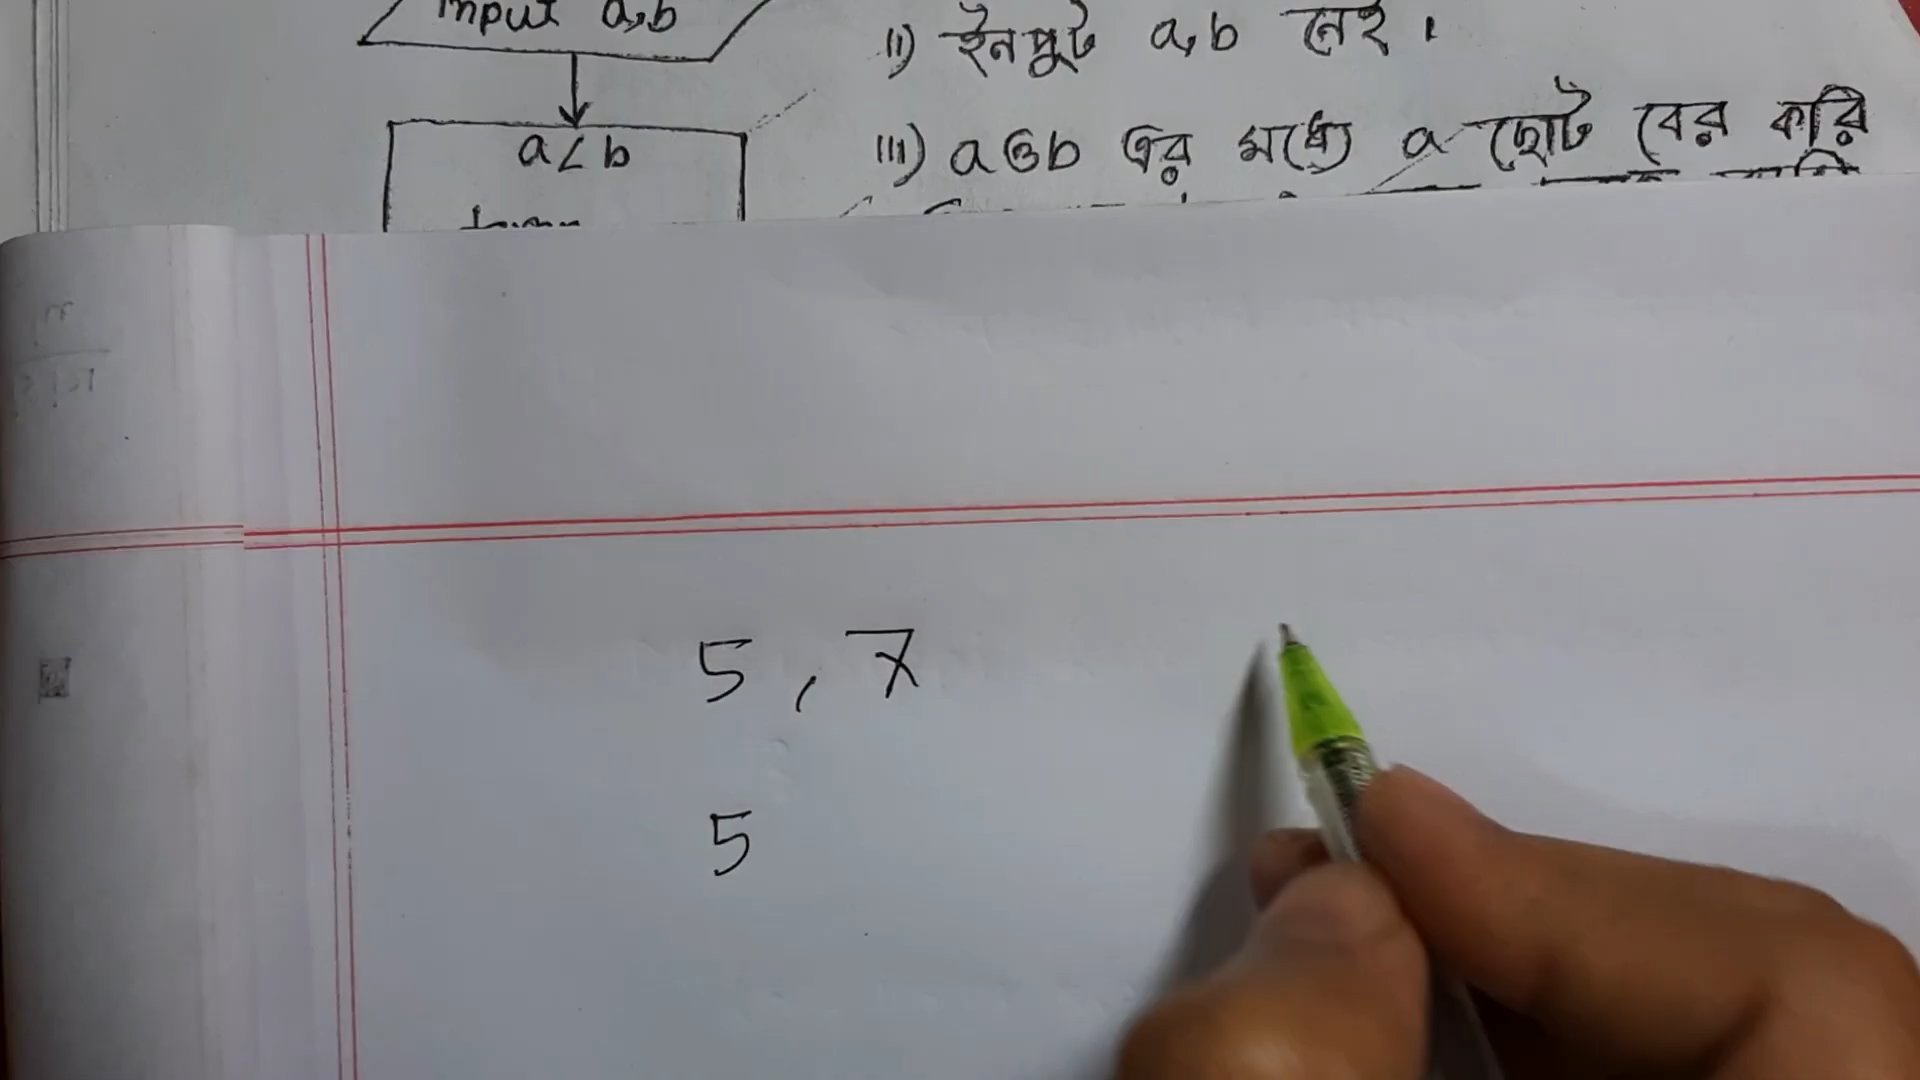 input a,b
a<b
ii) ইনপুট a,b নেই।
iii) a ও b এর মধ্যে a ছোট বের করি
5, 7
5